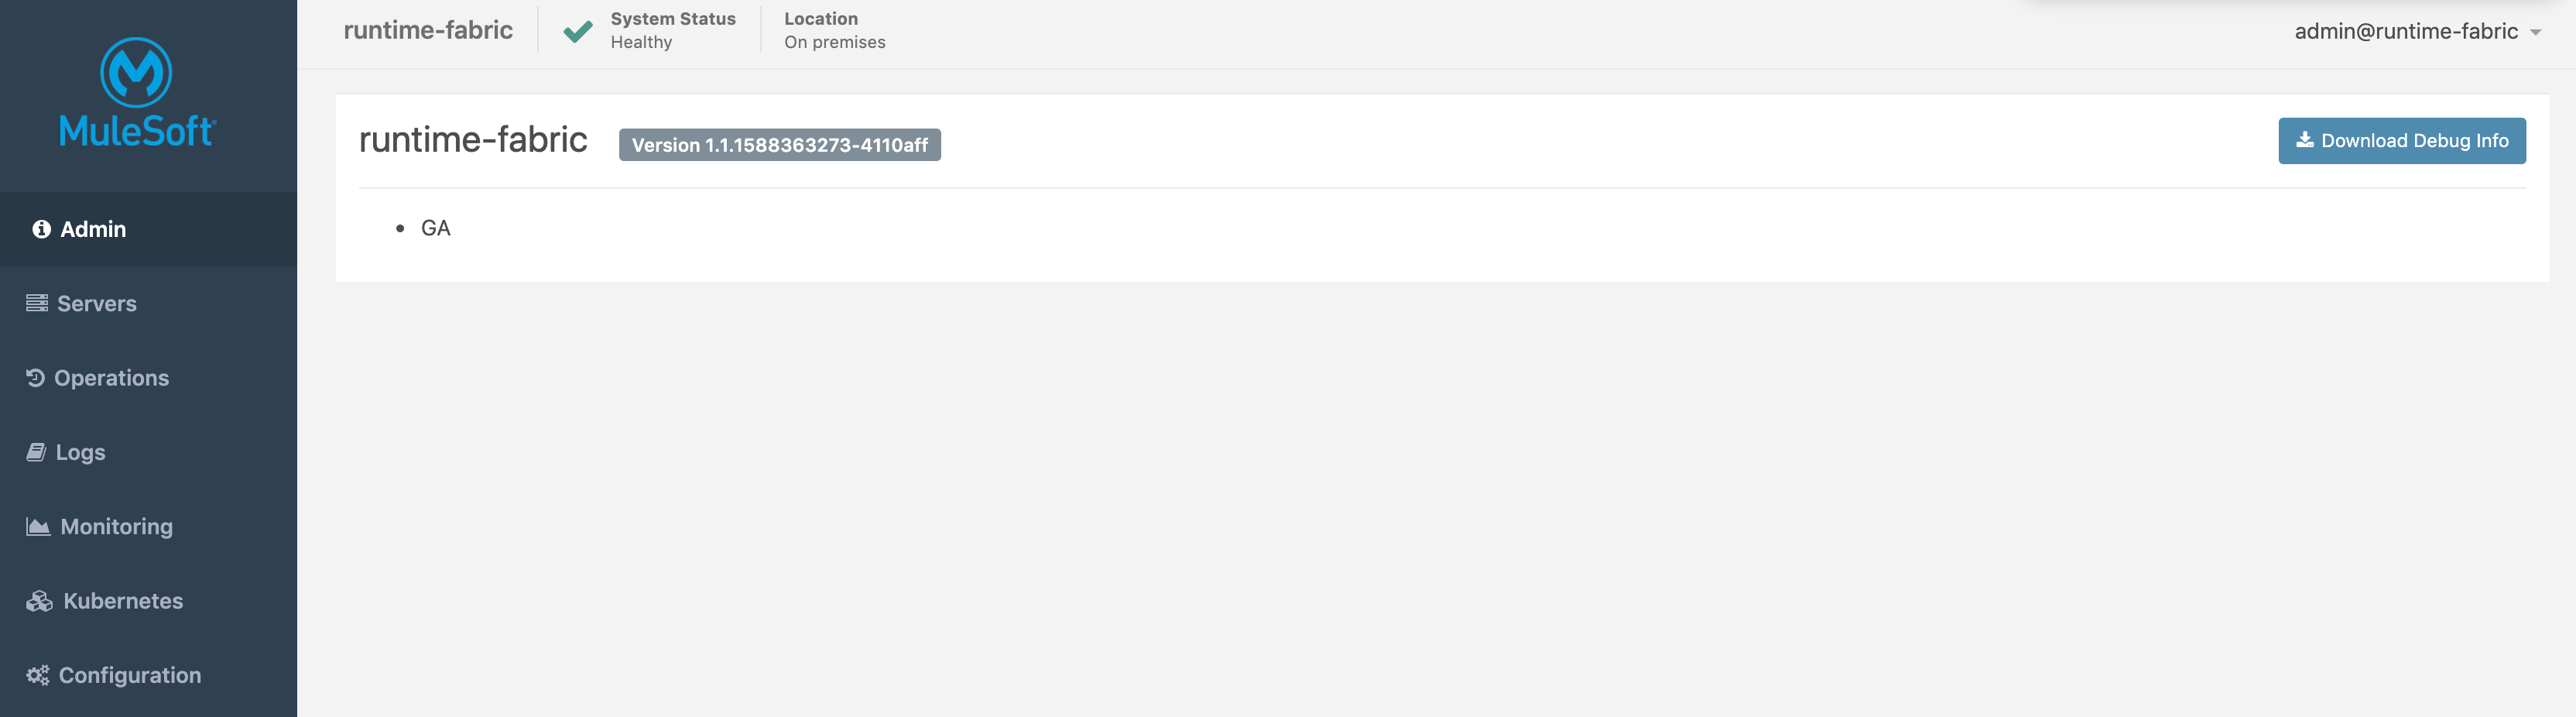 MuleSoft
Admin
Servers
Operations
Logs
Monitoring
Kubernetes
Configuration
runtime-fabric
System Status
Healthy
Location
On premises
admin@runtime-fabric
runtime-fabric
Version 1.1.1588363273-4110aff
Download Debug Info
GA